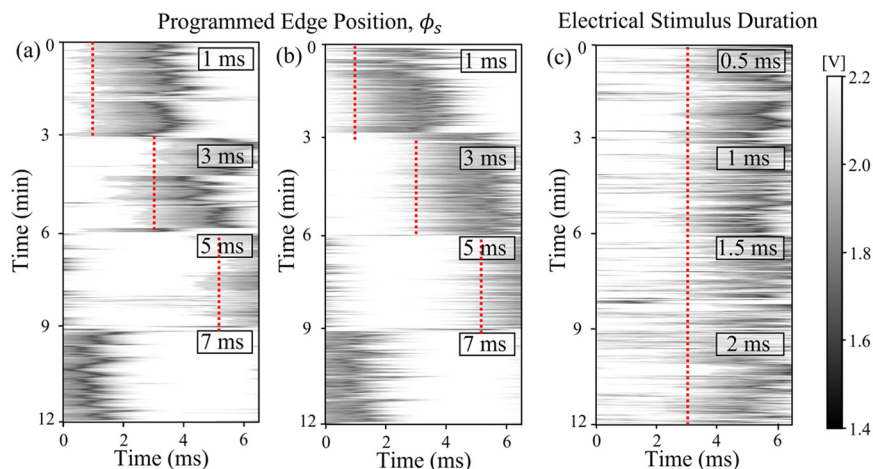 Programmed Edge Position, ϕₛ
Electrical Stimulus Duration
(a)
0
3
6
9
12
Time (min)
1 ms
3 ms
5 ms
7 ms
0 2 4 6
Time (ms)
(b)
0
3
6
9
12
Time (min)
1 ms
3 ms
5 ms
7 ms
0 2 4 6
Time (ms)
(c)
0
3
6
9
12
Time (min)
0.5 ms
1 ms
1.5 ms
2 ms
0 2 4 6
Time (ms)
[V]
2.2
2.0
1.8
1.6
1.4